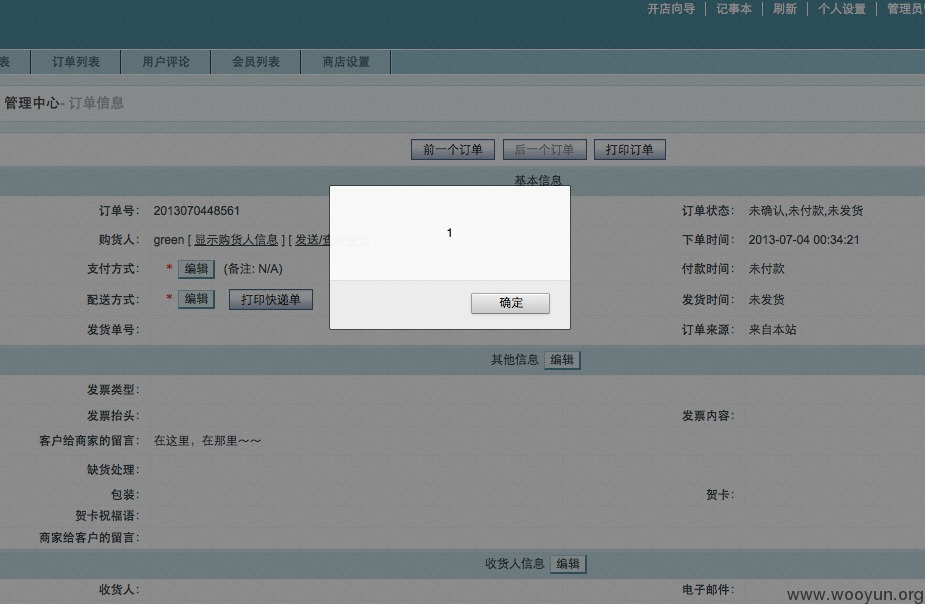 开店向导 记事本 刷新 个人设置 管理员
表 订单列表 用户评论 会员列表 商店设置
管理中心- 订单信息
前一个订单 后一个订单 打印订单
基本信息
订单号： 2013070448561 订单状态： 未确认,未付款,未发货
购货人： green [ 显示购货人信息 ] [ 发送/查 下单时间： 2013-07-04 00:34:21
支付方式： * 编辑 (备注: N/A) 付款时间： 未付款
配送方式： * 编辑 打印快递单 发货时间： 未发货
发货单号： 订单来源： 来自本站
1
确定
其他信息 编辑
发票类型：
发票抬头： 发票内容：
客户给商家的留言： 在这里，在那里～～
缺货处理：
包装： 贺卡：
贺卡祝福语：
商家给客户的留言：
收货人信息 编辑
收货人： 电子邮件：
www.wooyun.org